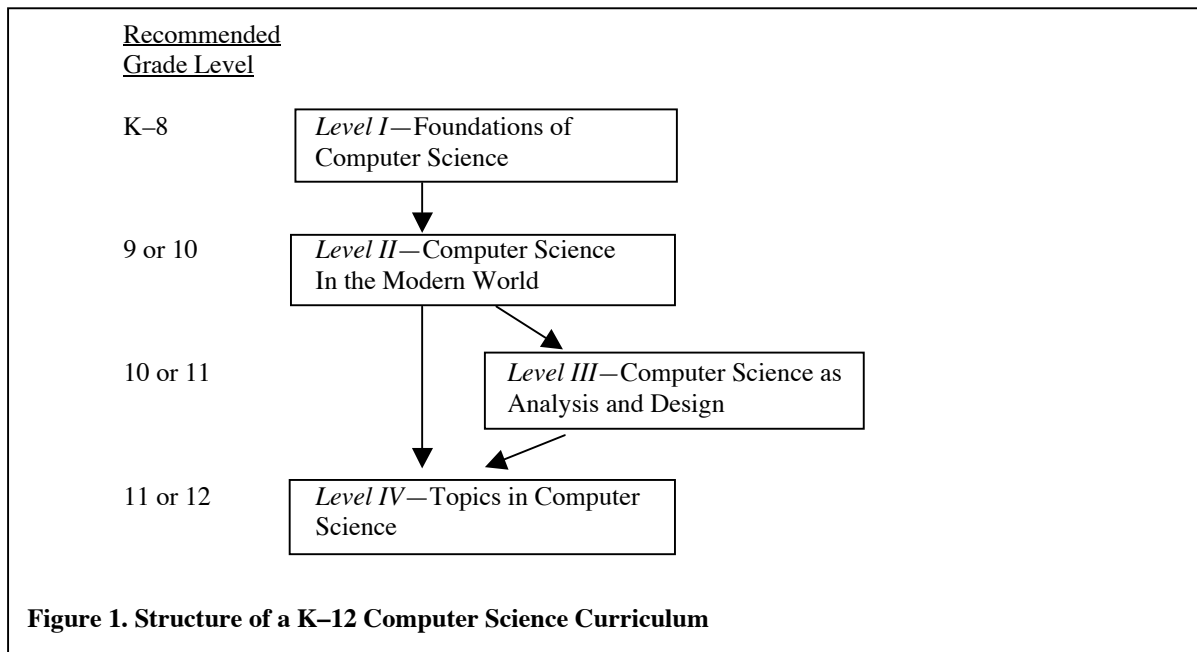 Recommended
Grade Level
K–8
Level I—Foundations of
Computer Science
9 or 10
Level II—Computer Science
In the Modern World
10 or 11
Level III—Computer Science as
Analysis and Design
11 or 12
Level IV—Topics in Computer
Science
Figure 1. Structure of a K–12 Computer Science Curriculum